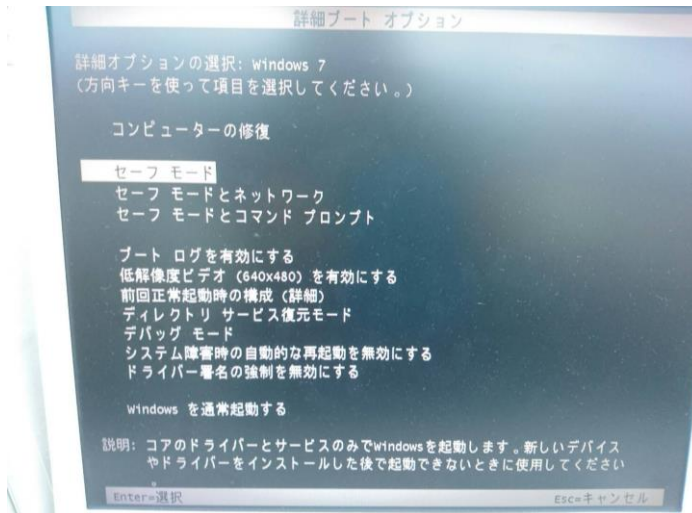 詳細ブート オプション
詳細オプションの選択: Windows 7
(方向キーを使って項目を選択してください。)
コンピューターの修復
セーフ モード
セーフ モードとネットワーク
セーフ モードとコマンド プロンプト
ブート ログを有効にする
低解像度ビデオ (640x480) を有効にする
前回正常起動時の構成 (詳細)
ディレクトリ サービス復元モード
デバッグ モード
システム障害時の自動的な再起動を無効にする
ドライバー署名の強制を無効にする
Windows を通常起動する
説明: コアのドライバーとサービスのみでWindowsを起動します。新しいデバイス
やドライバーをインストールした後で起動できないときに使用してください
。
Enter=選択 Esc=キャンセル